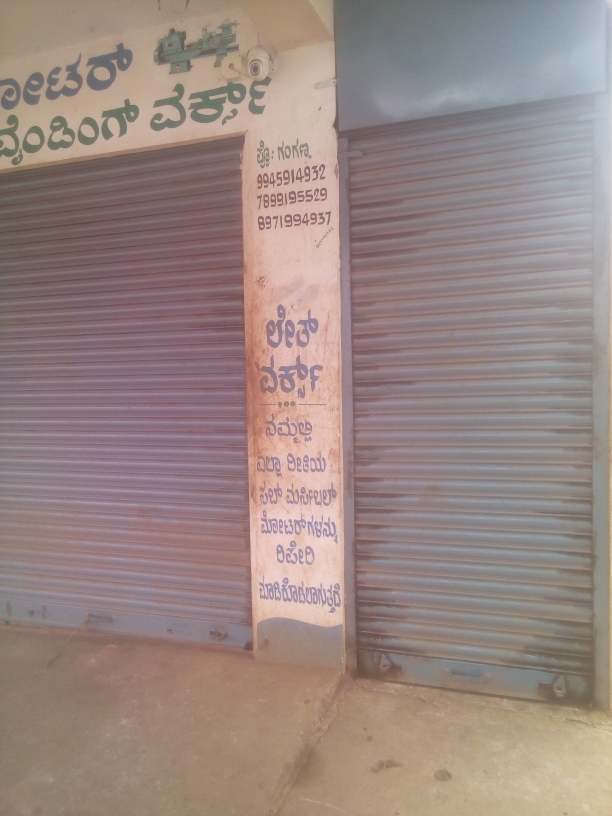 ಮೋಟರ್
ವೈಂಡಿಂಗ್ ವರ್ಕ್ಸ್
ಪ್ರೊ: ಗಂಗಣ್ಣ
9945914932
7899195529
8971994937
ಲೇತ್
ವರ್ಕ್ಸ್
ನಮ್ಮಲ್ಲಿ
ಎಲ್ಲಾ ರೀತಿಯ
ಸಬ್ ಮರ್ಸಿಬಲ್
ಮೋಟರ್‌ಗಳನ್ನು
ರಿಪೇರಿ
ಮಾಡಿಕೊಡಲಾಗುತ್ತದೆ